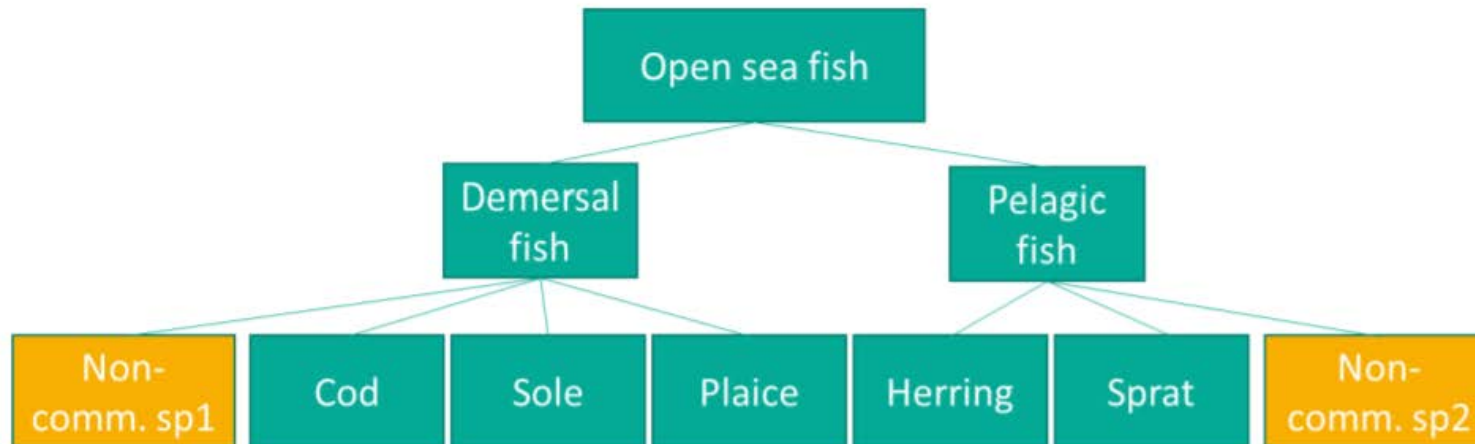 Open sea fish
Demersal
fish
Pelagic
fish
Non-
comm. sp1
Cod
Sole
Plaice
Herring
Sprat
Non-
comm. sp2